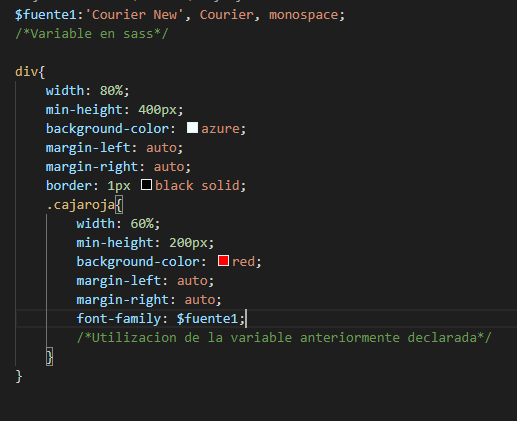 $fuente1:'Courier New', Courier, monospace;
/*Variable en sass*/
div{
width: 80%;
min-height: 400px;
background-color: azure;
margin-left: auto;
margin-right: auto;
border: 1px black solid;
.cajaroja{
width: 60%;
min-height: 200px;
background-color: red;
margin-left: auto;
margin-right: auto;
font-family: $fuente1;
/*Utilizacion de la variable anteriormente declarada*/
}
}